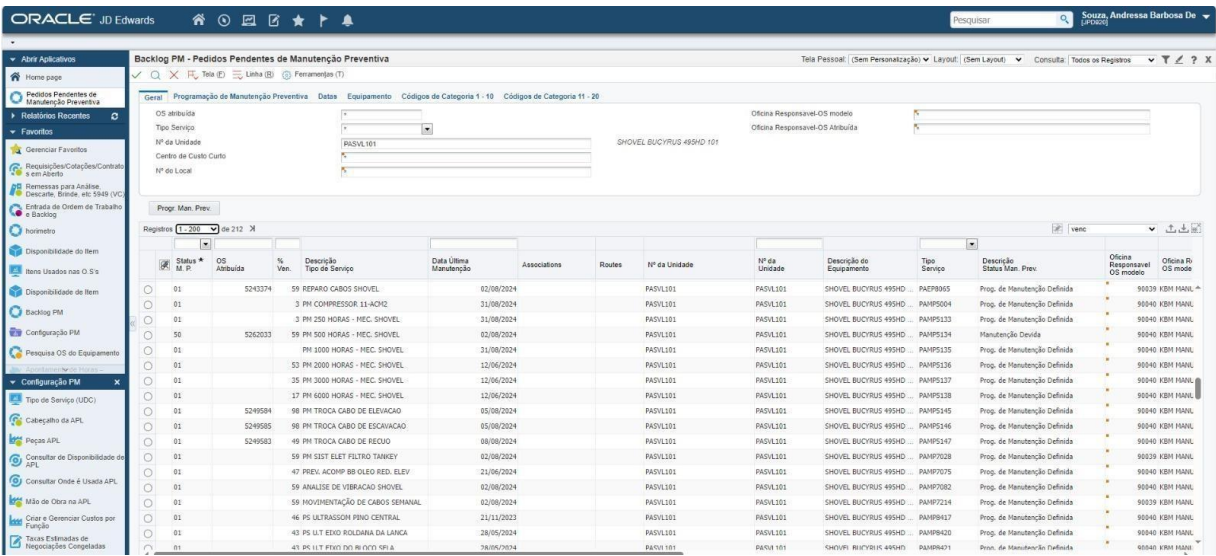 ORACLE JD Edwards
Pesquisar
Souza, Andressa Barbosa De
[JPD920]
Abrir Aplicativos
Home page
Pedidos Pendentes de Manutenção Preventiva
Relatórios Recentes
Favoritos
Gerenciar Favoritos
Requisições/Cotações/Contratos em Aberto
Remessas para Análise, Descarte, Brinde, etc 5949 (VC)
Entrada de Ordem de Trabalho e Backlog
horimetro
Disponibilidade do Item
Itens Usados nas O.S's
Disponibilidade de Item
Backlog PM
Configuração PM
Pesquisa OS do Equipamento
Configuração PM
Tipo de Serviço (UDC)
Cabeçalho da APL
Peças APL
Consultar de Disponibilidade de APL
Consultar Onde é Usada APL
Mão de Obra na APL
Criar e Gerenciar Custos por Função
Taxas Estimadas de Negociações Congeladas
Backlog PM - Pedidos Pendentes de Manutenção Preventiva
Tela Pessoal: (Sem Personalização) Layout: (Sem Layout) Consulta: Todos os Registros
Tela (F) Linha (R) Ferramentas (T)
Geral Programação de Manutenção Preventiva Datas Equipamento Códigos de Categoria 1 - 10 Códigos de Categoria 11 - 20
OS atribuída * Oficina Responsavel-OS modelo *
Tipo Serviço * Oficina Responsavel-OS Atribuída *
Nº da Unidade PASVL101 SHOVEL BUCYRUS 495HD 101
Centro de Custo Curto *
Nº do Local *
Progr. Man. Prev.
Registros 1 - 200 de 212 venc
Status * M. P. OS Atribuída % Ven. Descrição Tipo de Serviço Data Última Manutenção Associations Routes Nº da Unidade Nº da Unidade Descrição do Equipamento Tipo Serviço Descrição Status Man. Prev. Oficina Responsavel OS modelo Oficina R OS mode
01 5243374 59 REPARO CABOS SHOVEL 02/08/2024 PASVL101 PASVL101 SHOVEL BUCYRUS 495HD ... PAEP8065 Prog. de Manutenção Definida 90039 KBM MANU
01 3 PM COMPRESSOR 11-ACM2 31/08/2024 PASVL101 PASVL101 SHOVEL BUCYRUS 495HD ... PAMP5004 Prog. de Manutenção Definida 90040 KBM MANU
01 3 PM 250 HORAS - MEC. SHOVEL 31/08/2024 PASVL101 PASVL101 SHOVEL BUCYRUS 495HD ... PAMP5133 Prog. de Manutenção Definida 90040 KBM MANU
50 5262033 59 PM 500 HORAS - MEC. SHOVEL 02/08/2024 PASVL101 PASVL101 SHOVEL BUCYRUS 495HD ... PAMP5134 Manutenção Devida 90040 KBM MANU
01 PM 1000 HORAS - MEC. SHOVEL 31/08/2024 PASVL101 PASVL101 SHOVEL BUCYRUS 495HD ... PAMP5135 Prog. de Manutenção Definida 90040 KBM MANU
01 53 PM 2000 HORAS - MEC. SHOVEL 12/06/2024 PASVL101 PASVL101 SHOVEL BUCYRUS 495HD ... PAMP5136 Prog. de Manutenção Definida 90040 KBM MANU
01 35 PM 3000 HORAS - MEC. SHOVEL 12/06/2024 PASVL101 PASVL101 SHOVEL BUCYRUS 495HD ... PAMP5137 Prog. de Manutenção Definida 90040 KBM MANU
01 17 PM 6000 HORAS - MEC. SHOVEL 12/06/2024 PASVL101 PASVL101 SHOVEL BUCYRUS 495HD ... PAMP5138 Prog. de Manutenção Definida 90040 KBM MANU
01 5249584 98 PM TROCA CABO DE ELEVACAO 05/08/2024 PASVL101 PASVL101 SHOVEL BUCYRUS 495HD ... PAMP5145 Prog. de Manutenção Definida 90040 KBM MANU
01 5249585 98 PM TROCA CABO DE ESCAVACAO 05/08/2024 PASVL101 PASVL101 SHOVEL BUCYRUS 495HD ... PAMP5146 Prog. de Manutenção Definida 90040 KBM MANU
01 5249583 49 PM TROCA CABO DE RECUO 08/08/2024 PASVL101 PASVL101 SHOVEL BUCYRUS 495HD ... PAMP5147 Prog. de Manutenção Definida 90040 KBM MANU
01 59 PM SIST ELET FILTRO TANKEY 02/08/2024 PASVL101 PASVL101 SHOVEL BUCYRUS 495HD ... PAMP7028 Prog. de Manutenção Definida 90039 KBM MANU
01 47 PREV. ACOMP BB OLEO RED. ELEV 21/06/2024 PASVL101 PASVL101 SHOVEL BUCYRUS 495HD ... PAMP7075 Prog. de Manutenção Definida 90040 KBM MANU
01 59 ANALISE DE VIBRACAO SHOVEL 02/08/2024 PASVL101 PASVL101 SHOVEL BUCYRUS 495HD ... PAMP7082 Prog. de Manutenção Definida 90040 KBM MANU
01 59 MOVIMENTAÇÃO DE CABOS SEMANAL 02/08/2024 PASVL101 PASVL101 SHOVEL BUCYRUS 495HD ... PAMP7214 Prog. de Manutenção Definida 90039 KBM MANU
01 46 PS ULTRASSOM PINO CENTRAL 21/11/2023 PASVL101 PASVL101 SHOVEL BUCYRUS 495HD ... PAMP8417 Prog. de Manutenção Definida 90040 KBM MANU
01 43 PS U.T EIXO ROLDANA DA LANCA 28/05/2024 PASVL101 PASVL101 SHOVEL BUCYRUS 495HD ... PAMP8420 Prog. de Manutenção Definida 90040 KBM MANU
01 43 PS U.T EIXO DO BLOCO SELA 28/05/2024 PASVL101 PASVL101 SHOVEL BUCYRUS 495HD ... PAMP8421 Prog. de Manutenção Definida 90040 KBM MANU